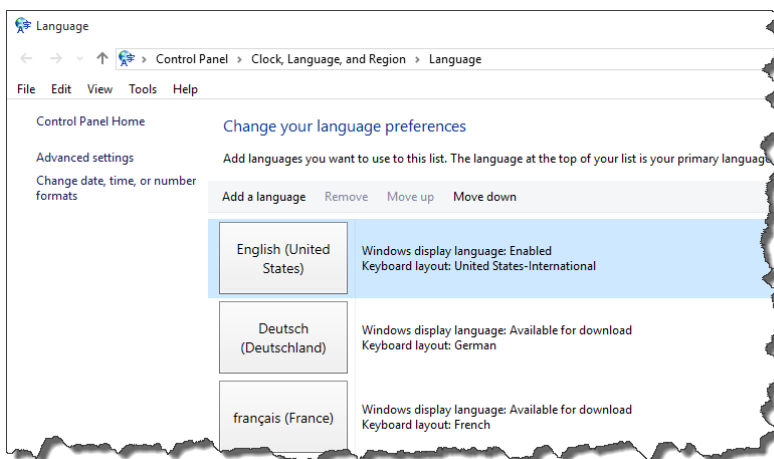 Language
Control Panel > Clock, Language, and Region > Language
File Edit View Tools Help
Control Panel Home
Advanced settings
Change date, time, or number
formats
Change your language preferences
Add languages you want to use to this list. The language at the top of your list is your primary language
Add a language Remove Move up Move down
English (United
States)
Windows display language: Enabled
Keyboard layout: United States-International
Deutsch
(Deutschland)
Windows display language: Available for download
Keyboard layout: German
français (France)
Windows display language: Available for download
Keyboard layout: French